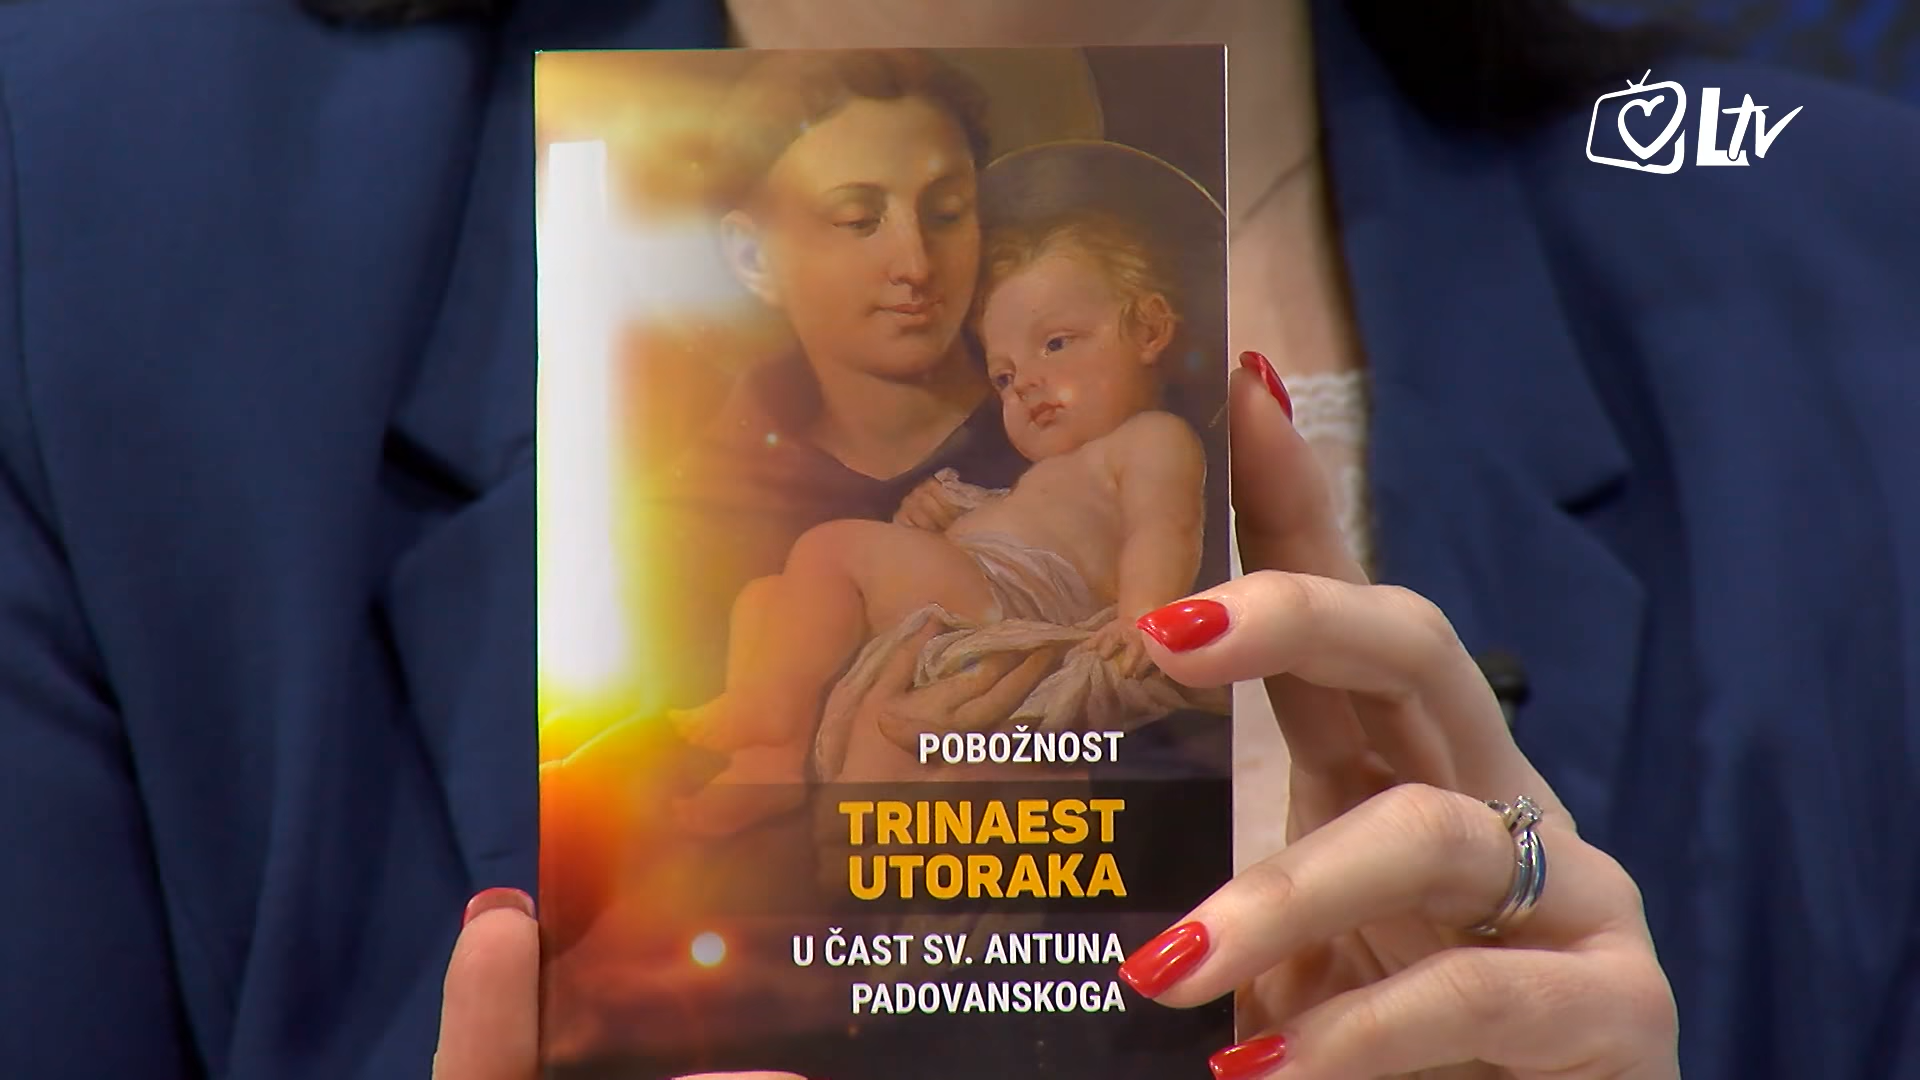 LTV
POBOŽNOST
TRINAEST
UTORAKA
U ČAST SV. ANTUNA
PADOVANSKOGA